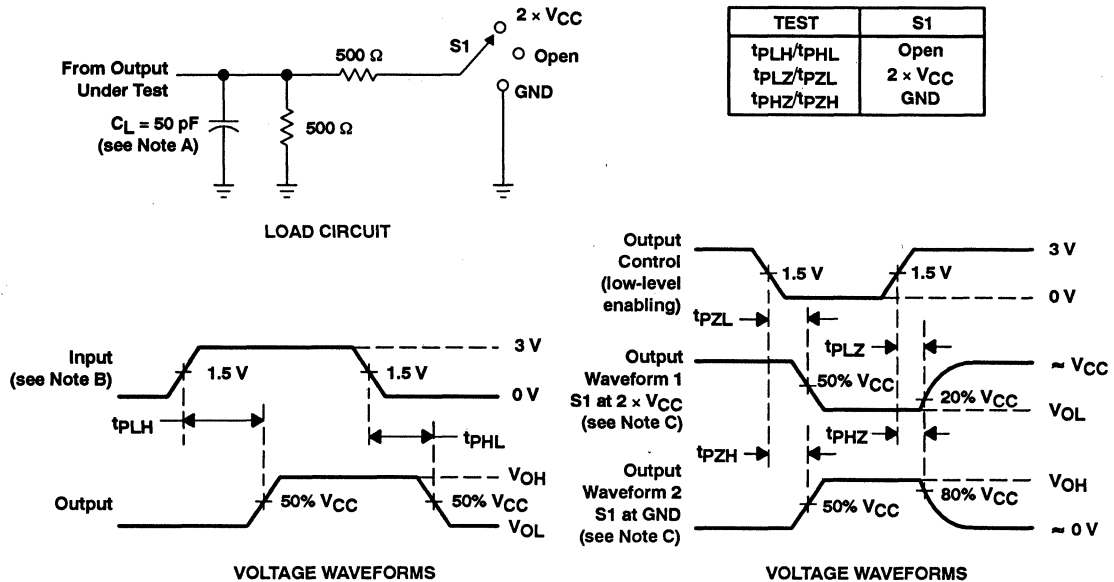 2 × VCC
S1
Open
500 Ω
From Output
Under Test
GND
CL = 50 pF
(see Note A)
500 Ω
LOAD CIRCUIT
TEST S1
tPLH/tPHL Open
tPLZ/tPZL 2 × VCC
tPHZ/tPZH GND
Input
(see Note B)
1.5 V
1.5 V
3 V
0 V
tPLH
tPHL
Output
50% VCC
50% VCC
VOH
VOL
VOLTAGE WAVEFORMS
Output
Control
(low-level
enabling)
1.5 V
1.5 V
3 V
0 V
tPZL
tPLZ
Output
Waveform 1
S1 at 2 × VCC
(see Note C)
50% VCC
20% VCC
≈ VCC
VOL
tPZH
tPHZ
Output
Waveform 2
S1 at GND
(see Note C)
50% VCC
80% VCC
VOH
≈ 0 V
VOLTAGE WAVEFORMS